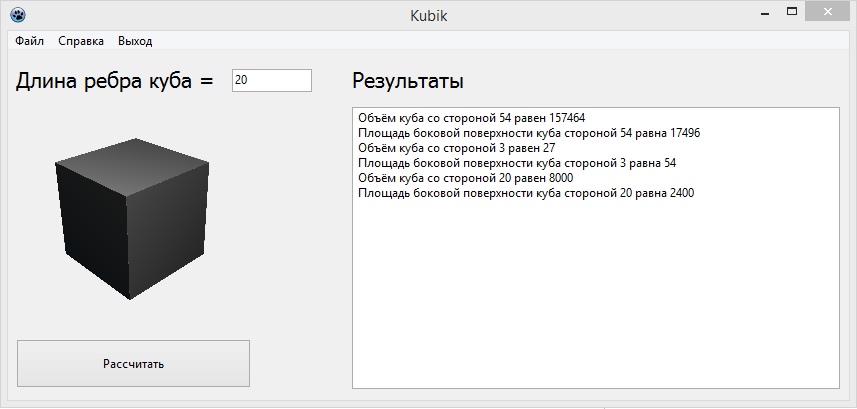 Kubik
Файл Справка Выход
Длина ребра куба = 20
Результаты
Объём куба со стороной 54 равен 157464
Площадь боковой поверхности куба стороной 54 равна 17496
Объём куба со стороной 3 равен 27
Площадь боковой поверхности куба стороной 3 равна 54
Объём куба со стороной 20 равен 8000
Площадь боковой поверхности куба стороной 20 равна 2400
Рассчитать